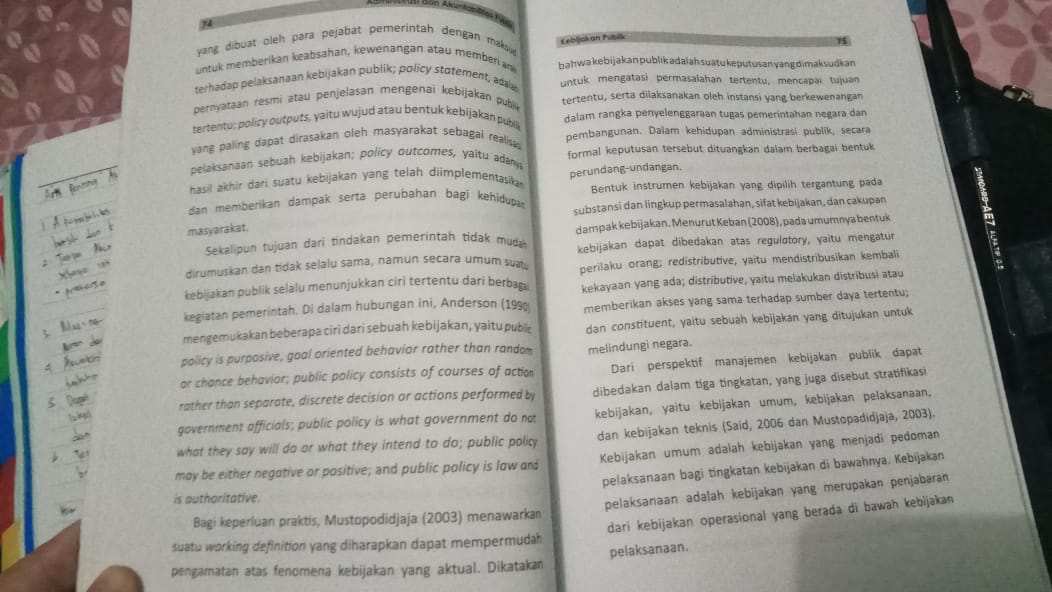 74
Administrasi dan Akuntabilitas Publik
yang dibuat oleh para pejabat pemerintah dengan maksud
untuk memberikan keabsahan, kewenangan atau memberi arah
terhadap pelaksanaan kebijakan publik; policy statement, adalah
pernyataan resmi atau penjelasan mengenai kebijakan publik
tertentu; policy outputs, yaitu wujud atau bentuk kebijakan publik
yang paling dapat dirasakan oleh masyarakat sebagai realisasi
pelaksanaan sebuah kebijakan; policy outcomes, yaitu adanya
hasil akhir dari suatu kebijakan yang telah diimplementasikan
dan memberikan dampak serta perubahan bagi kehidupan
masyarakat.
Sekalipun tujuan dari tindakan pemerintah tidak mudah
dirumuskan dan tidak selalu sama, namun secara umum suatu
kebijakan publik selalu menunjukkan ciri tertentu dari berbagai
kegiatan pemerintah. Di dalam hubungan ini, Anderson (1990)
mengemukakan beberapa ciri dari sebuah kebijakan, yaitu public
policy is purposive, goal oriented behavior rather than random
or chance behavior; public policy consists of courses of action
rather than separate, discrete decision or actions performed by
government officials; public policy is what government do not
what they say will do or what they intend to do; public policy
may be either negative or positive; and public policy is law and
is authoritative.
Bagi keperluan praktis, Mustopodidjaja (2003) menawarkan
suatu working definition yang diharapkan dapat mempermudah
pengamatan atas fenomena kebijakan yang aktual. Dikatakan
Kebijakan Publik
75
bahwa kebijakan publik adalah suatu keputusan yang dimaksudkan
untuk mengatasi permasalahan tertentu, mencapai tujuan
tertentu, serta dilaksanakan oleh instansi yang berkewenangan
dalam rangka penyelenggaraan tugas pemerintahan negara dan
pembangunan. Dalam kehidupan administrasi publik, secara
formal keputusan tersebut dituangkan dalam berbagai bentuk
perundang-undangan.
Bentuk instrumen kebijakan yang dipilih tergantung pada
substansi dan lingkup permasalahan, sifat kebijakan, dan cakupan
dampak kebijakan. Menurut Keban (2008), pada umumnya bentuk
kebijakan dapat dibedakan atas regulatory, yaitu mengatur
perilaku orang; redistributive, yaitu mendistribusikan kembali
kekayaan yang ada; distributive, yaitu melakukan distribusi atau
memberikan akses yang sama terhadap sumber daya tertentu;
dan constituent, yaitu sebuah kebijakan yang ditujukan untuk
melindungi negara.
Dari perspektif manajemen kebijakan publik dapat
dibedakan dalam tiga tingkatan, yang juga disebut stratifikasi
kebijakan, yaitu kebijakan umum, kebijakan pelaksanaan,
dan kebijakan teknis (Said, 2006 dan Mustopadidjaja, 2003).
Kebijakan umum adalah kebijakan yang menjadi pedoman
pelaksanaan bagi tingkatan kebijakan di bawahnya. Kebijakan
pelaksanaan adalah kebijakan yang merupakan penjabaran
dari kebijakan operasional yang berada di bawah kebijakan
pelaksanaan.
STANDARD AE7 ALFA TIP 0.5